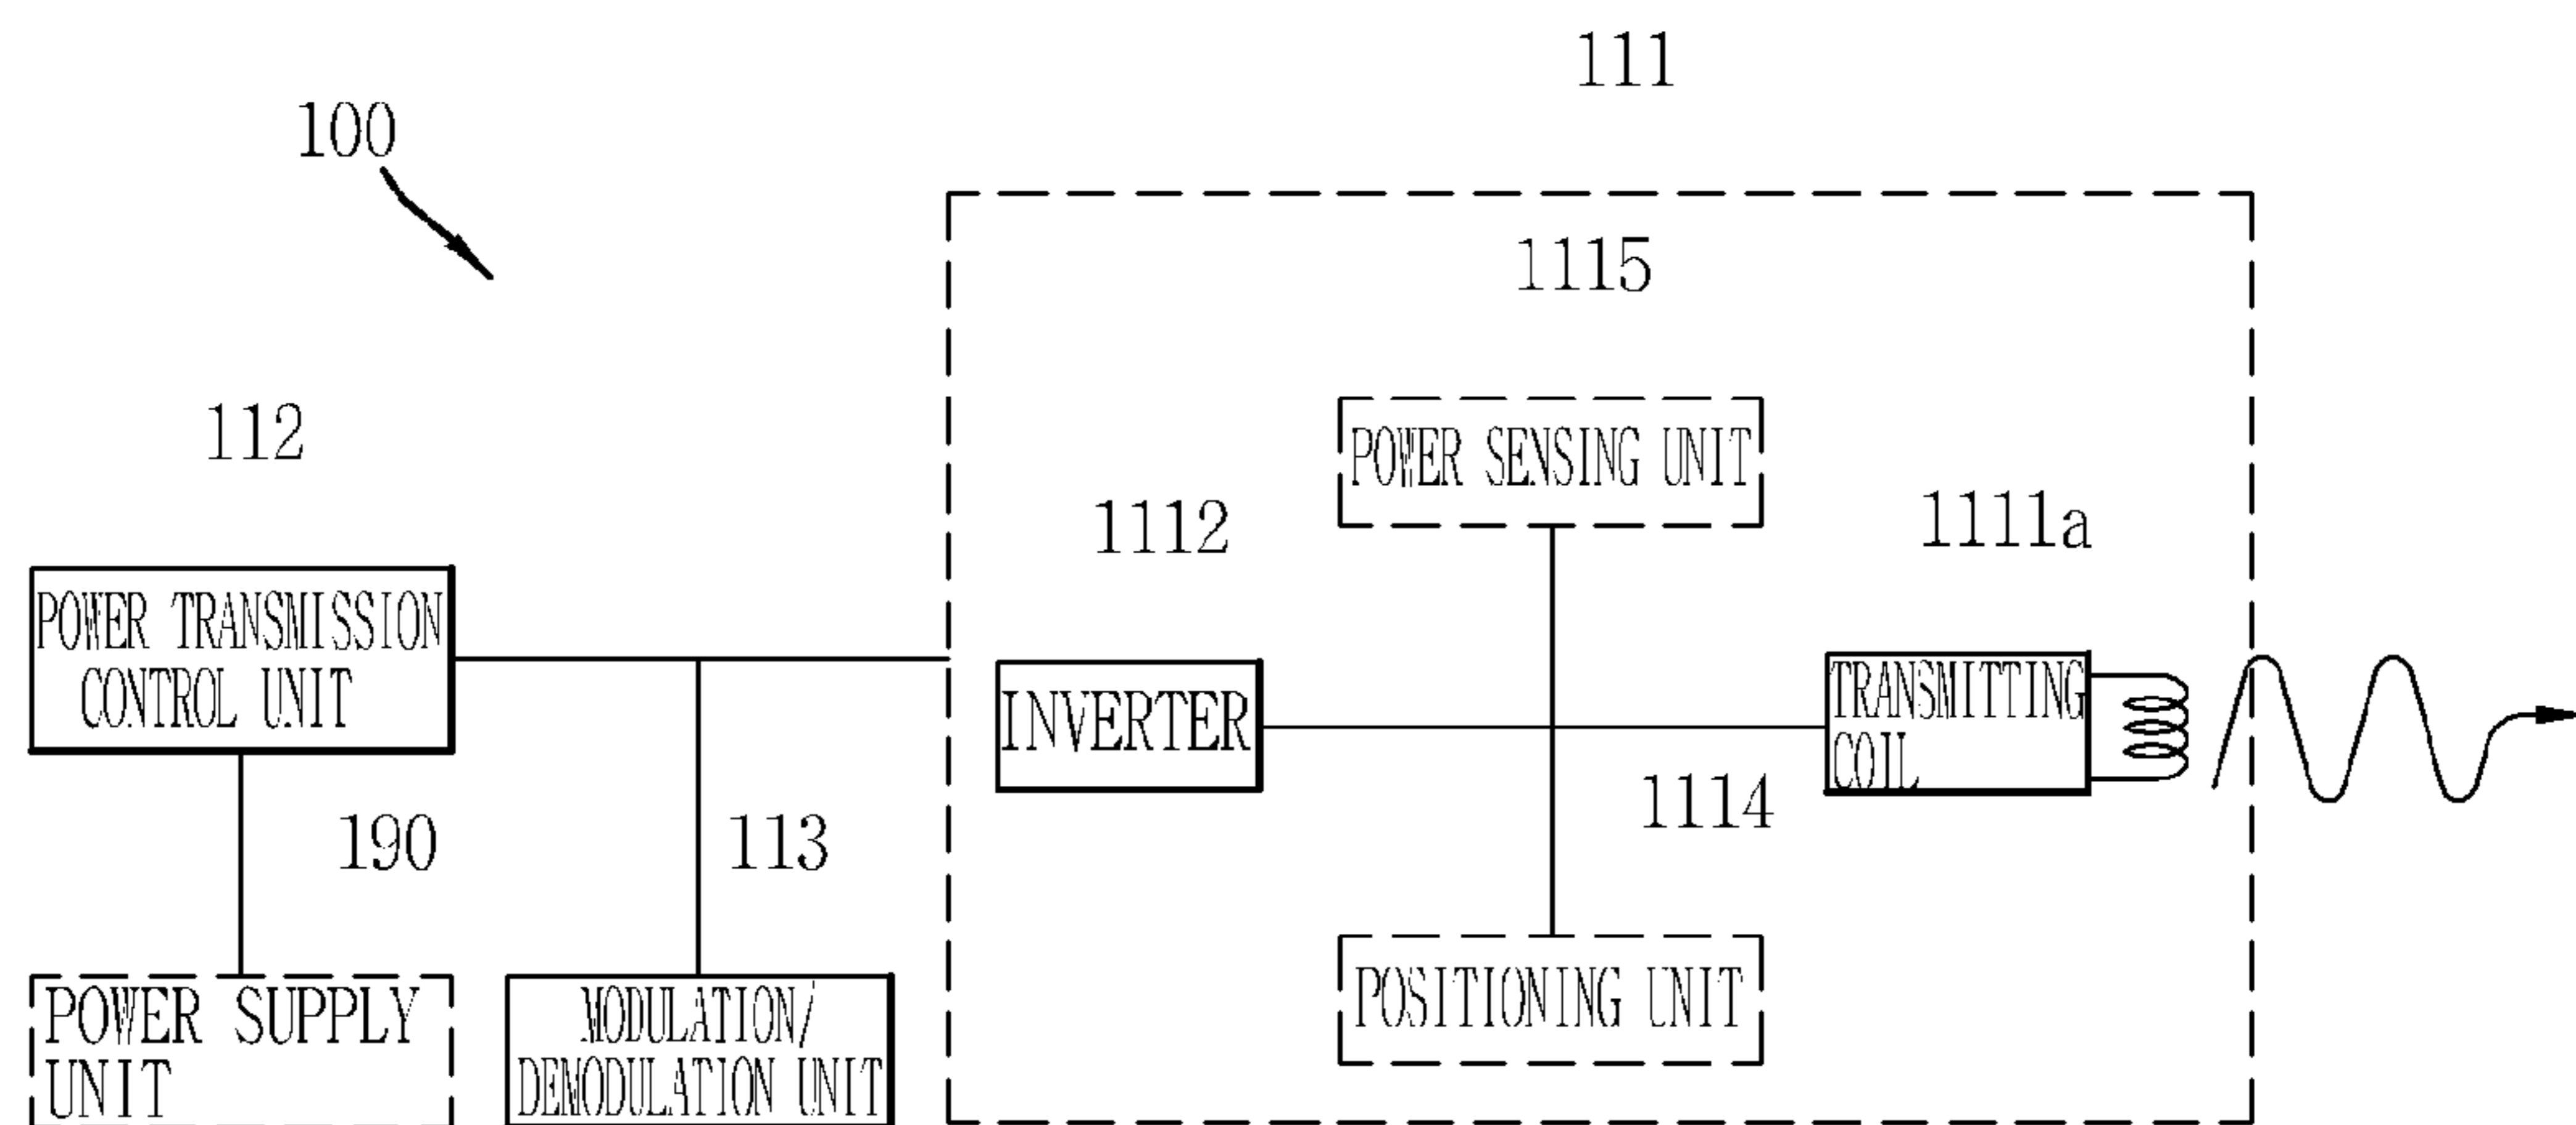 111
100
1115
112
POWER SENSING UNIT
1112
1111a
POWER TRANSMISSION
CONTROL UNIT
INVERTER
TRANSMITTING
COIL
1114
190
113
POSITIONING UNIT
POWER SUPPLY
UNIT
MODULATION/
DEMODULATION UNIT